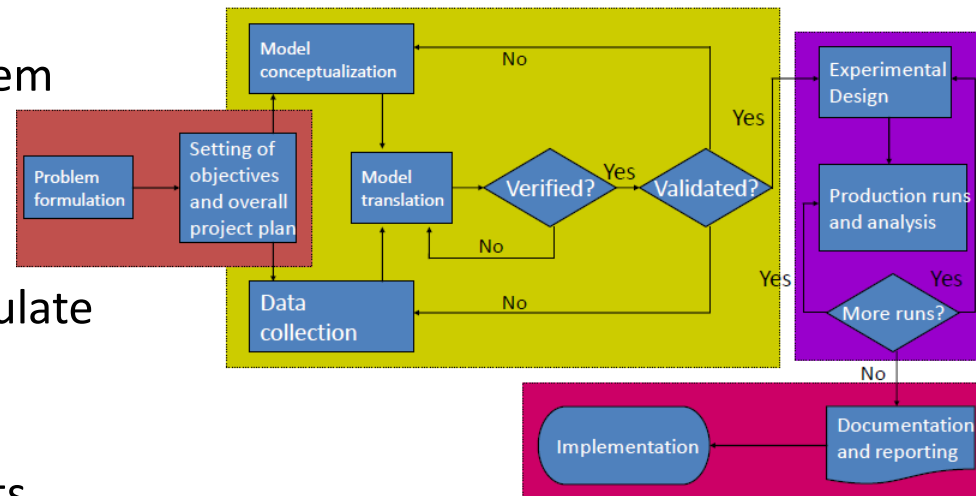 em
ulate
ts
Problem
formulation
Setting of
objectives
and overall
project plan
Model
conceptualization
Data
collection
Model
translation
Verified?
Yes
No
Validated?
No
No
Yes
Experimental
Design
Production runs
and analysis
More runs?
Yes
Yes
No
Documentation
and reporting
Implementation